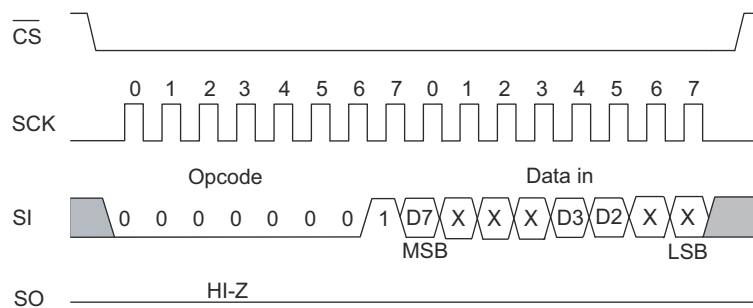 CS
0 1 2 3 4 5 6 7 0 1 2 3 4 5 6 7
SCK
Opcode Data in
SI 0 0 0 0 0 0 0 1 D7 X X X D3 D2 X X
MSB LSB
HI-Z
SO